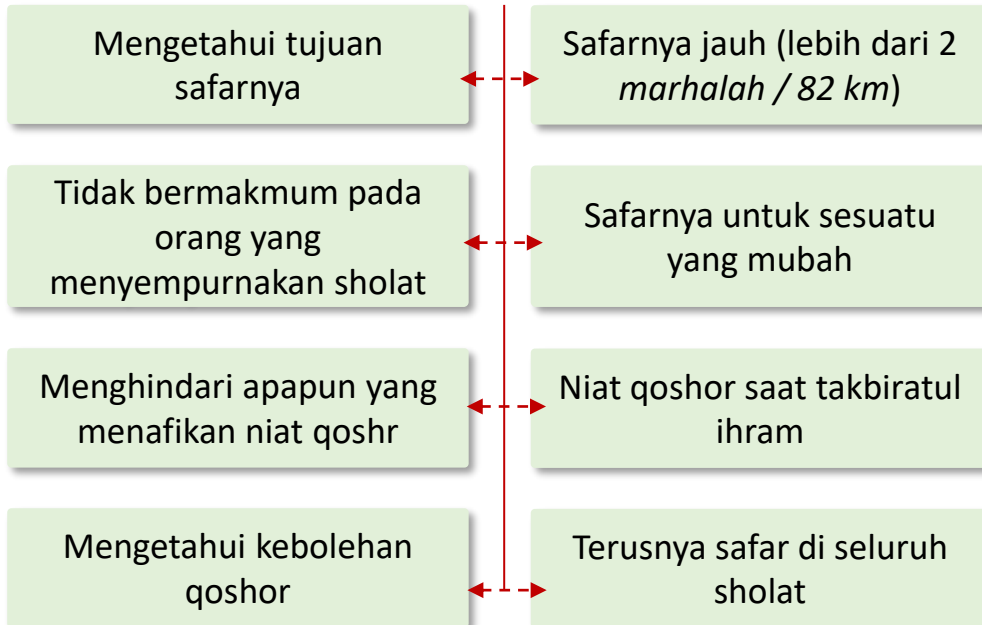 Mengetahui tujuan
safarnya
Safarnya jauh (lebih dari 2
marhalah / 82 km)
Tidak bermakmum pada
orang yang
menyempurnakan sholat
Safarnya untuk sesuatu
yang mubah
Menghindari apapun yang
menafikan niat qoshr
Niat qoshor saat takbiratul
ihram
Mengetahui kebolehan
qoshor
Terusnya safar di seluruh
sholat